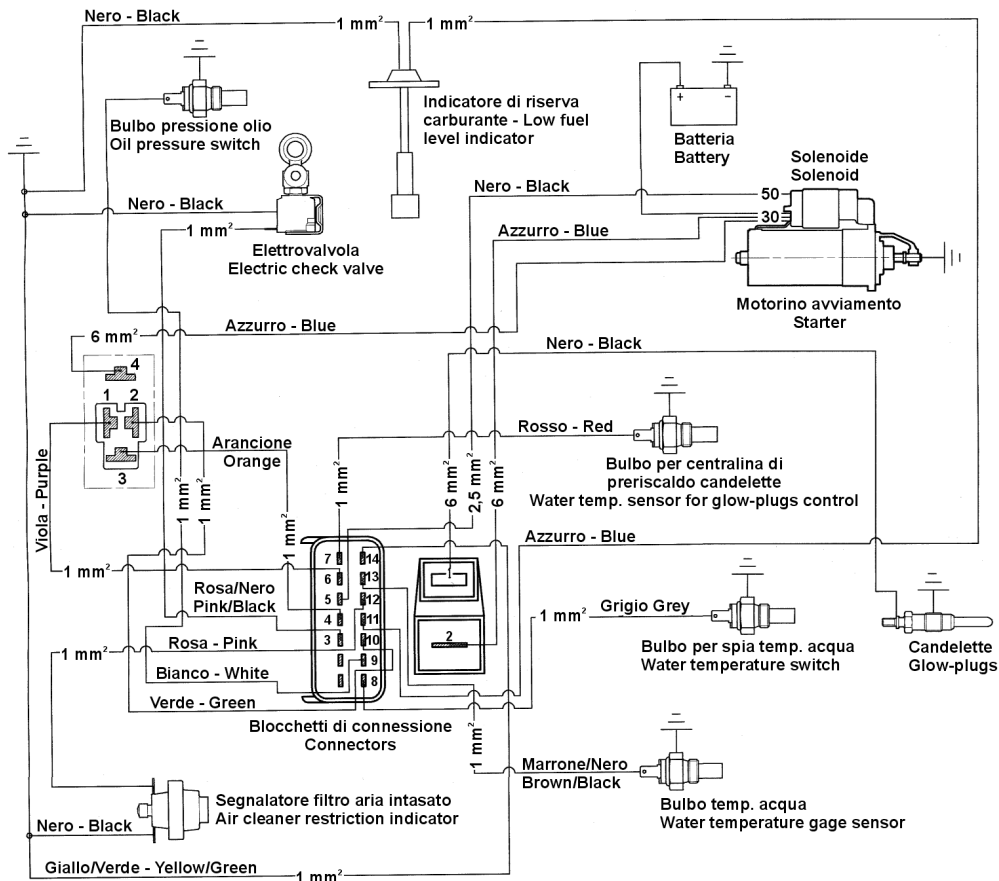 Nero - Black
1 mm²
1 mm²
Bulbo pressione olio
Oil pressure switch
Indicatore di riserva
carburante - Low fuel
level indicator
+ -
Batteria
Battery
Solenoide
Solenoid
Nero - Black
50
30
Nero - Black
1 mm²
Elettrovalvola
Electric check valve
Azzurro - Blue
Motorino avviamento
Starter
6 mm²
Azzurro - Blue
Nero - Black
4
1
2
3
Viola - Purple
Arancione
Orange
1 mm²
1 mm²
1 mm²
1 mm²
6 mm²
2,5 mm²
6 mm²
Rosso - Red
Bulbo per centralina di
preriscaldo candelette
Water temp. sensor for glow-plugs control
Azzurro - Blue
1 mm²
7
6
5
4
3
14
13
12
11
10
9
8
1
2
Rosa/Nero
Pink/Black
1 mm²
Rosa - Pink
Bianco - White
Verde - Green
Blocchetti di connessione
Connectors
1 mm²
Grigio Grey
Bulbo per spia temp. acqua
Water temperature switch
Candelette
Glow-plugs
1 mm²
Marrone/Nero
Brown/Black
Bulbo temp. acqua
Water temperature gage sensor
Segnalatore filtro aria intasato
Air cleaner restriction indicator
Nero - Black
Giallo/Verde - Yellow/Green
1 mm²